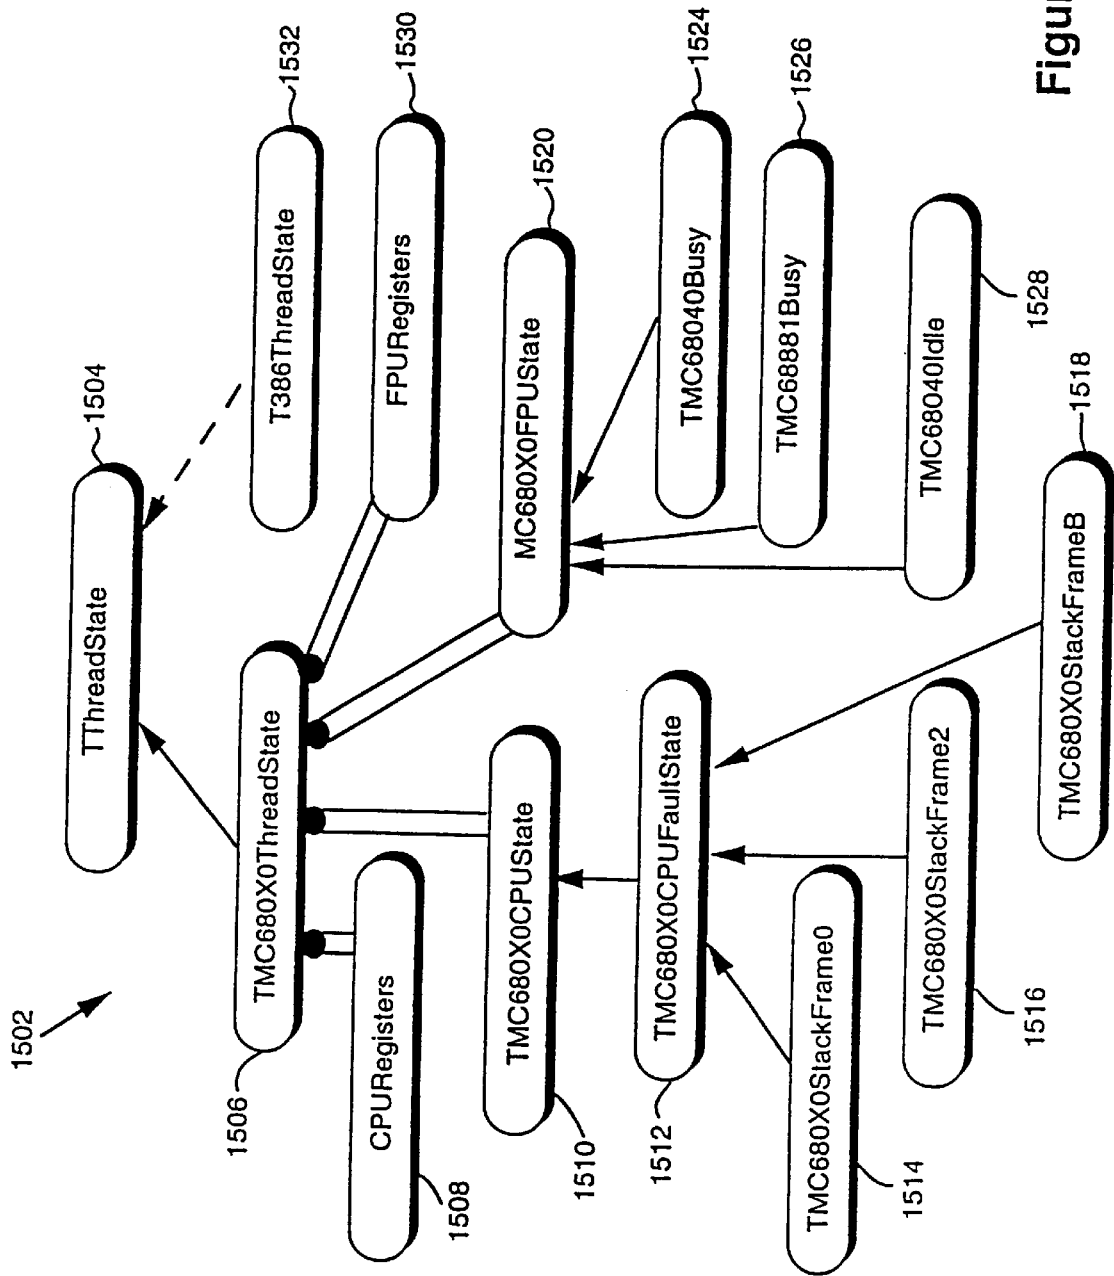 1502
TThreadState
1504
TMC680X0ThreadState
1506
T386ThreadState
1532
CPURegisters
1508
FPURegisters
1530
TMC680X0CPUState
1510
MC680X0FPUState
1520
TMC680X0CPUFaultState
1512
TMC68040Busy
1524
TMC68881Busy
1526
TMC680X0StackFrame0
1514
TMC680X0StackFrame2
1516
TMC68040Idle
1528
TMC680X0StackFrameB
1518